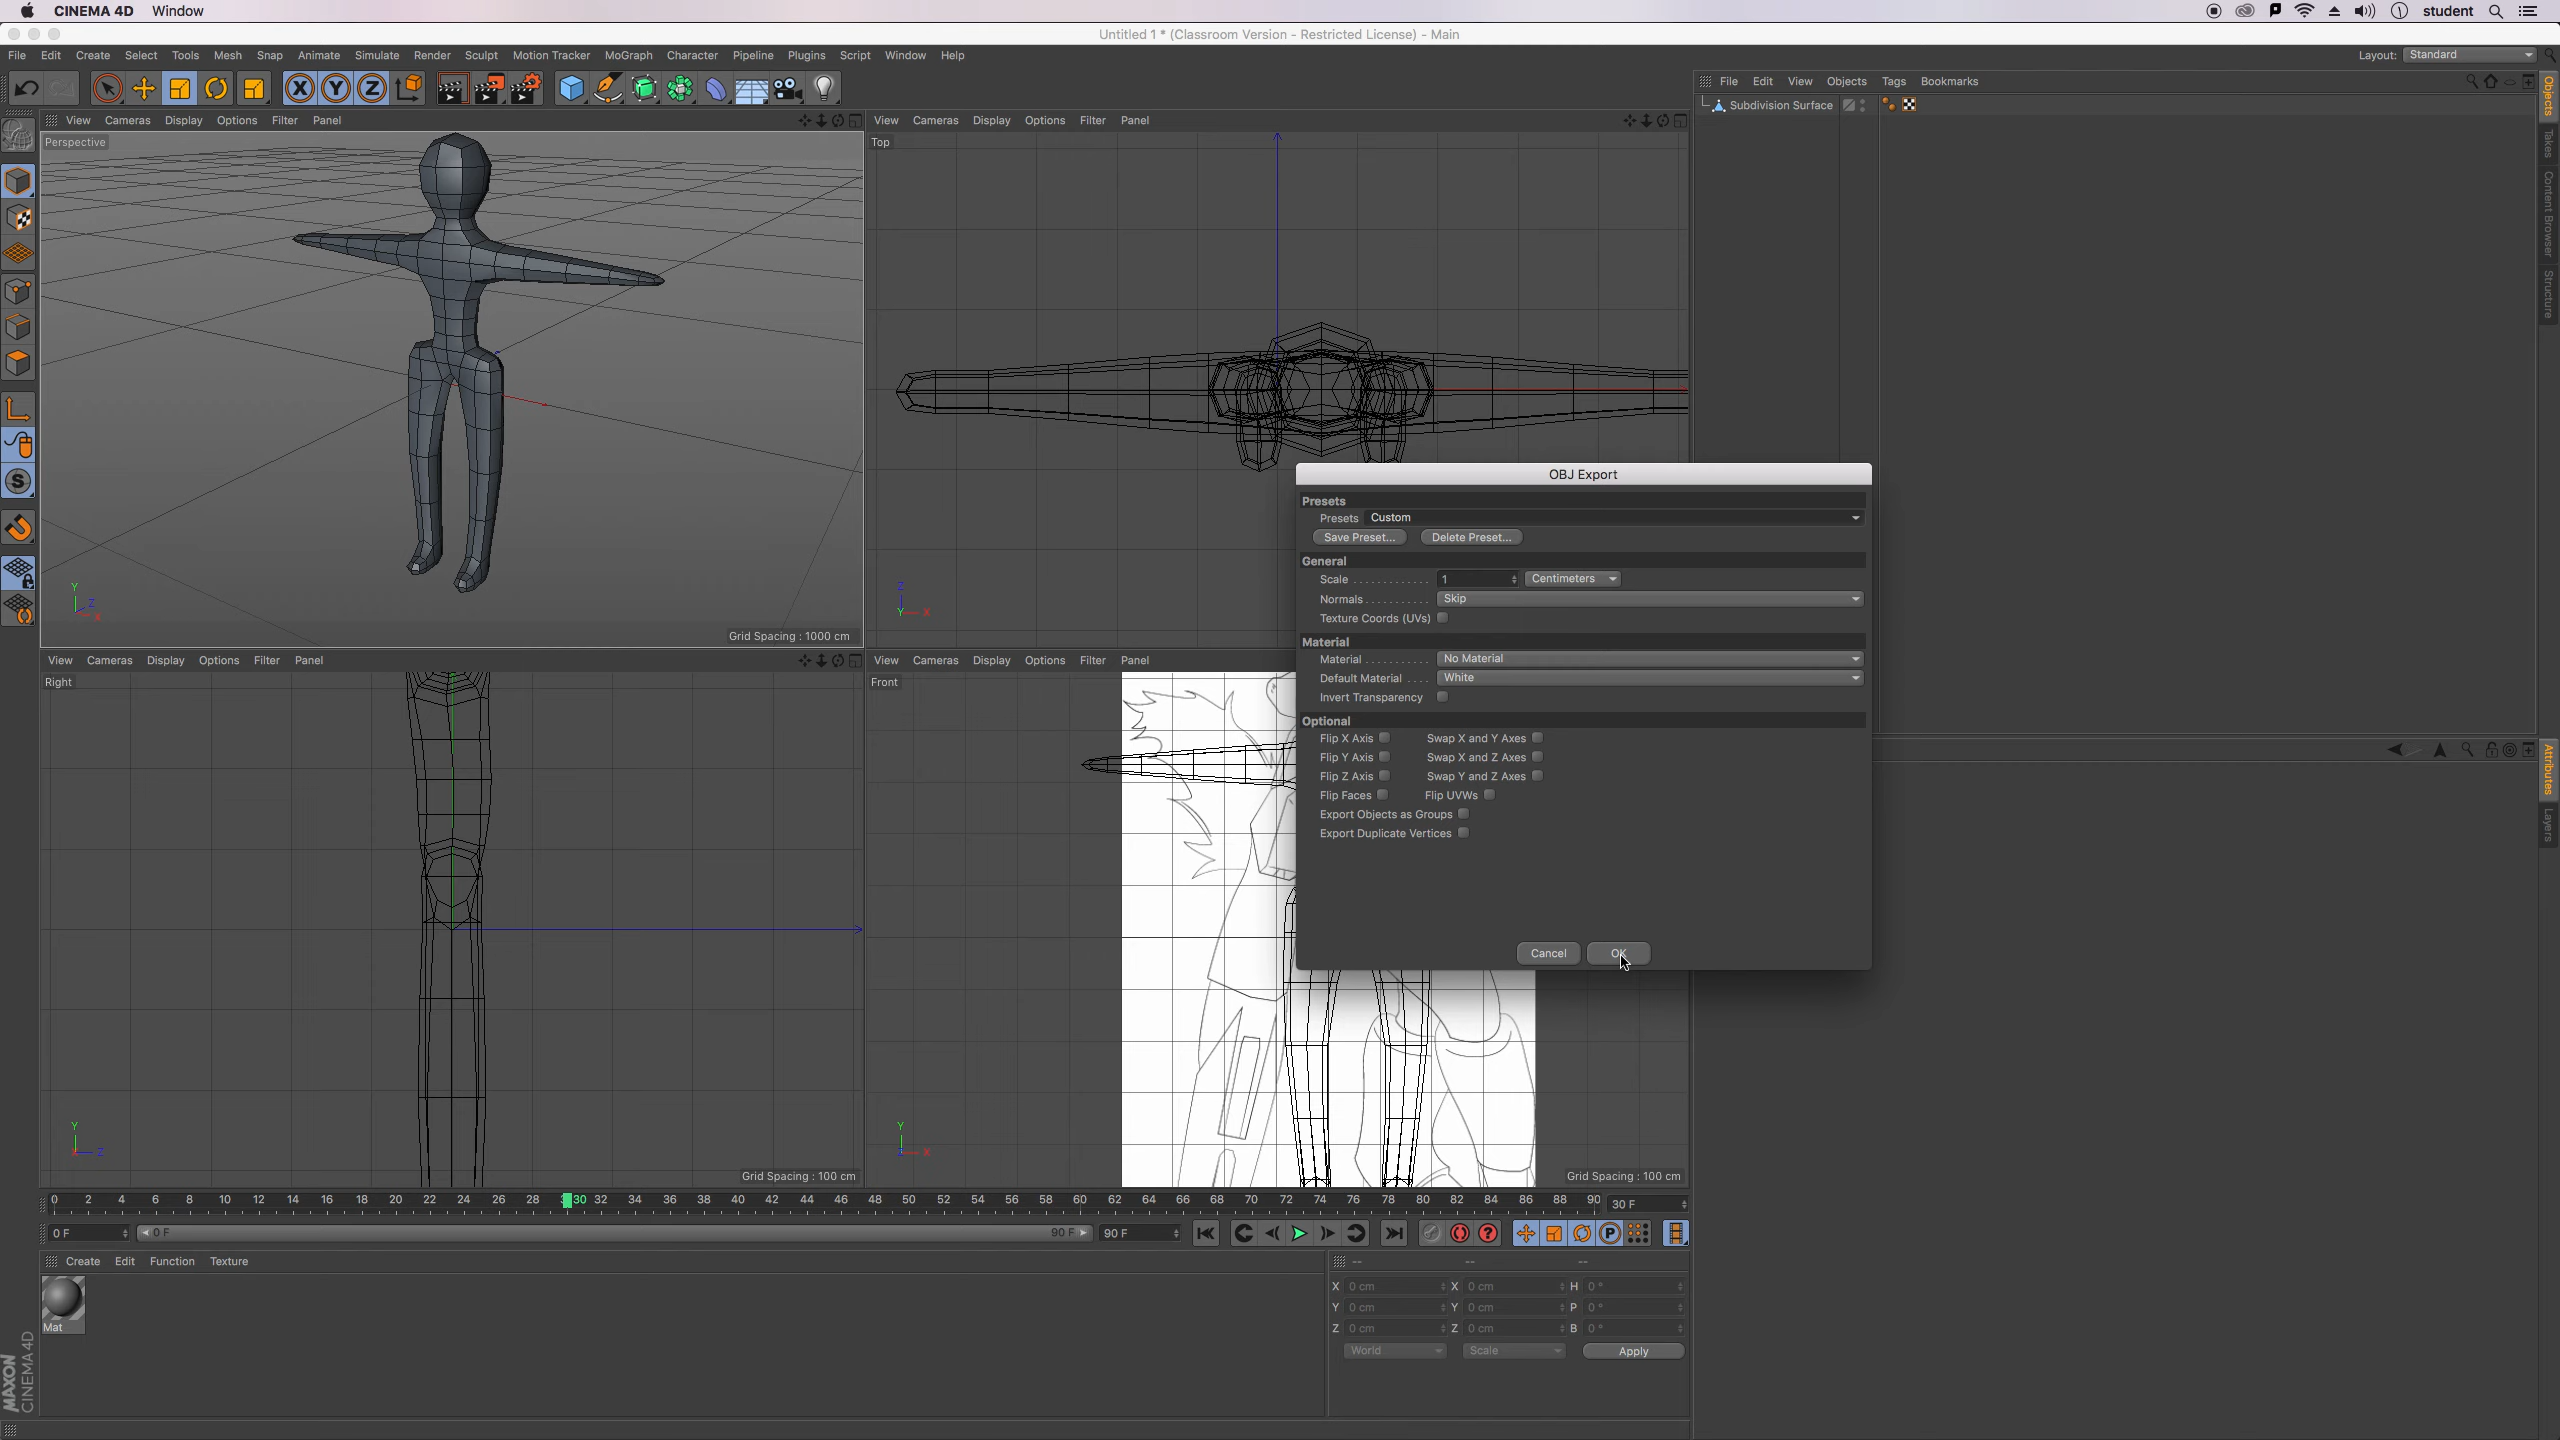 CINEMA 4D Window
student
Untitled 1 * (Classroom Version - Restricted License) - Main
File Edit Create Select Tools Mesh Snap Animate Simulate Render Sculpt Motion Tracker MoGraph Character Pipeline Plugins Script Window Help
Layout: Standard
File Edit View Objects Tags Bookmarks
Subdivision Surface
Objects
Takes
Content Browser
Structure
View Cameras Display Options Filter Panel
Perspective
Y
Z
X
Grid Spacing : 1000 cm
View Cameras Display Options Filter Panel
Top
Z
Y X
OBJ Export
Presets
Presets Custom
Save Preset... Delete Preset...
General
Scale 1 Centimeters
Normals Skip
Texture Coords (UVs)
Material
Material No Material
Default Material White
Invert Transparency
Optional
Flip X Axis Swap X and Y Axes
Flip Y Axis Swap X and Z Axes
Flip Z Axis Swap Y and Z Axes
Flip Faces Flip UVWs
Export Objects as Groups
Export Duplicate Vertices
Cancel OK
View Cameras Display Options Filter Panel
Right
Y
X Z
Grid Spacing : 100 cm
View Cameras Display Options Filter Panel
Front
Y
Z X
Grid Spacing : 100 cm
Attributes
Layers
0 2 4 6 8 10 12 14 16 18 20 22 24 26 28 30 32 34 36 38 40 42 44 46 48 50 52 54 56 58 60 62 64 66 68 70 72 74 76 78 80 82 84 86 88 90
30 F
0 F 0 F 90 F 90 F
Create Edit Function Texture
Mat
-- -- --
X 0 cm X 0 cm H 0 °
Y 0 cm Y 0 cm P 0 °
Z 0 cm Z 0 cm B 0 °
World Scale Apply
MAXON
CINEMA 4D